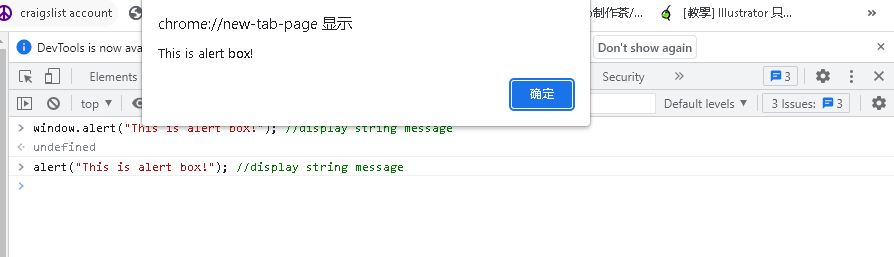 craigslist account
制作茶/...
[教學] Illustrator 只...
»
chrome://new-tab-page 显示
This is alert box!
确定
DevTools is now ava
Don't show again
×
Elements
Security
»
3
top ▼
Default levels ▼
3 Issues: 3
window.alert("This is alert box!"); //display string message
undefined
alert("This is alert box!"); //display string message